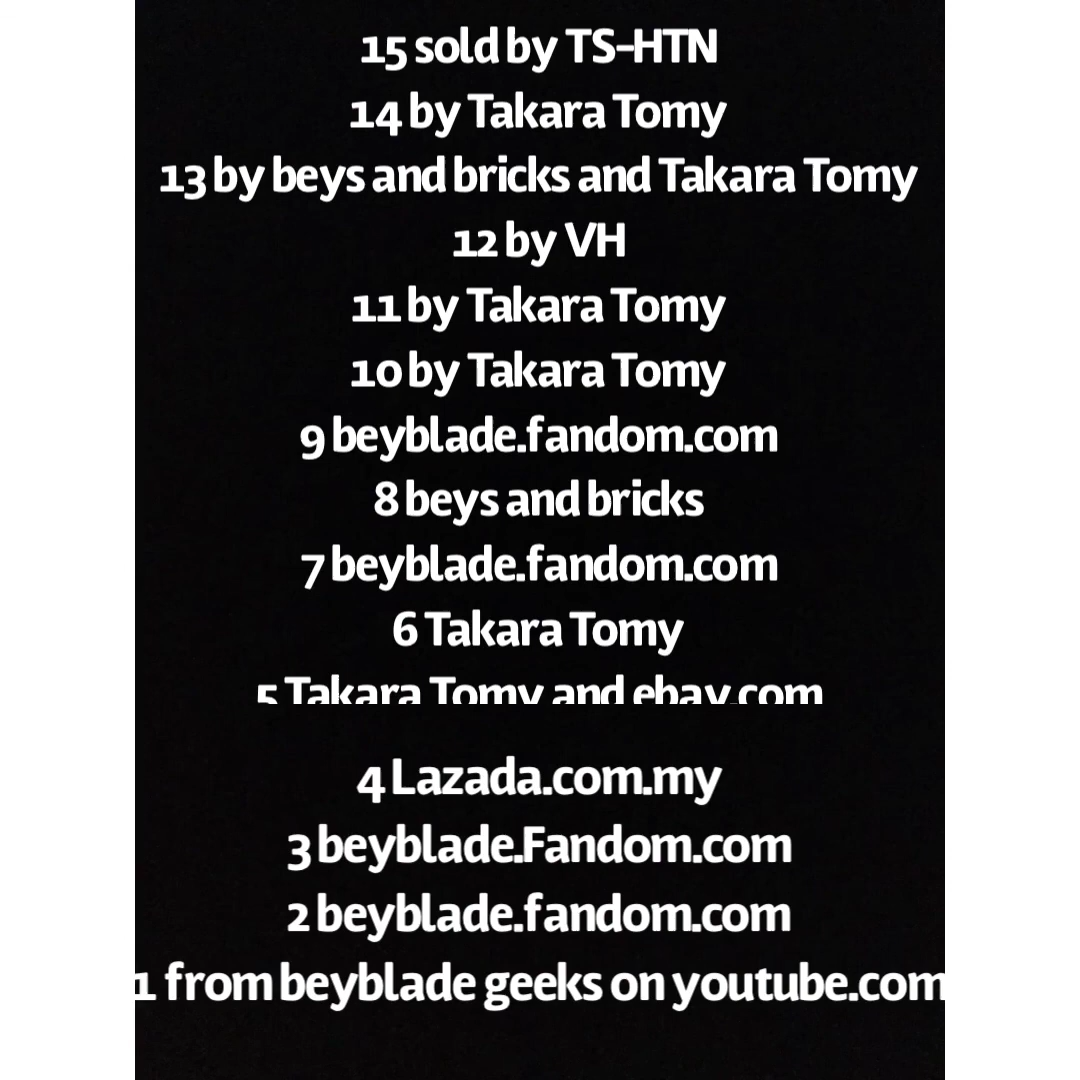 15 sold by TS-HTN
14 by Takara Tomy
13 by beys and bricks and Takara Tomy
12 by VH
11 by Takara Tomy
10 by Takara Tomy
9 beyblade.fandom.com
8 beys and bricks
7 beyblade.fandom.com
6 Takara Tomy
5 Takara Tomy and ebay.com
4 Lazada.com.my
3 beyblade.Fandom.com
2 beyblade.fandom.com
1 from beyblade geeks on youtube.com